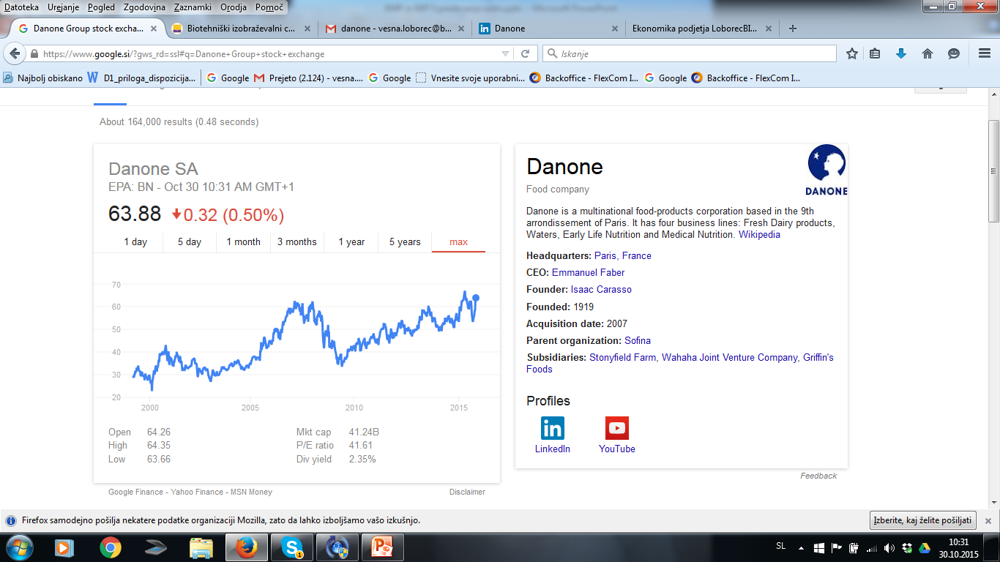 Datoteka Urejanje Pogled Zgodovina Zaznamki Orodja Pomoč
Danone Group stock excha...
Biotehniški izobraževalni c...
danone - vesna.loborec@b...
Danone
Ekonomika podjetja LoborecBI...
https://www.google.si/?gws_rd=ssl#q=Danone+Group+stock+exchange
Iskanje
Najbolj obiskano
D1_priloga_dispozicija...
Google
Prejeto (2.124) - vesna....
Google
Vnesite svoje uporabni...
Backoffice - FlexCom I...
Google
Backoffice - FlexCom I...
About 164,000 results (0.48 seconds)
Danone SA
EPA: BN - Oct 30 10:31 AM GMT+1
63.88 0.32 (0.50%)
1 day 5 day 1 month 3 months 1 year 5 years max
70
60
50
40
30
20
2000 2005 2010 2015
Open 64.26 Mkt cap 41.24B
High 64.35 P/E ratio 41.61
Low 63.66 Div yield 2.35%
Google Finance - Yahoo Finance - MSN Money Disclaimer
Danone
DANONE
Food company
Danone is a multinational food-products corporation based in the 9th
arrondissement of Paris. It has four business lines: Fresh Dairy products,
Waters, Early Life Nutrition and Medical Nutrition. Wikipedia
Headquarters: Paris, France
CEO: Emmanuel Faber
Founder: Isaac Carasso
Founded: 1919
Acquisition date: 2007
Parent organization: Sofina
Subsidiaries: Stonyfield Farm, Wahaha Joint Venture Company, Griffin's
Foods
Profiles
LinkedIn YouTube
Feedback
Firefox samodejno pošilja nekatere podatke organizaciji Mozilla, zato da lahko izboljšamo vašo izkušnjo.
Izberite, kaj želite pošiljati
SL
10:31
30.10.2015